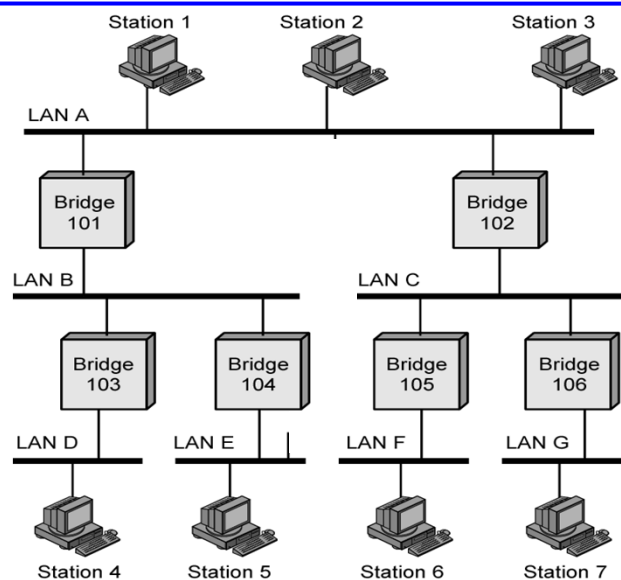 Station 1 Station 2 Station 3
LAN A
Bridge 101
Bridge 102
LAN B LAN C
Bridge 103
Bridge 104
Bridge 105
Bridge 106
LAN D LAN E LAN F LAN G
Station 4 Station 5 Station 6 Station 7